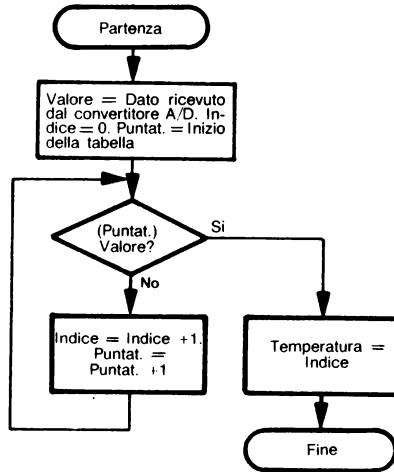 Partenza
Valore = Dato ricevuto
dal convertitore A/D. In-
dice = 0. Puntat. = Inizio
della tabella
(Puntat.)
Valore?
Si
No
Indice = Indice +1.
Puntat. =
Puntat. +1
Temperatura =
Indice
Fine